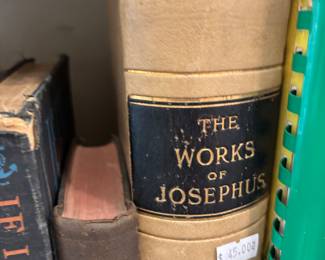 THE
WORKS
OF
JOSEPHUS
$45.00